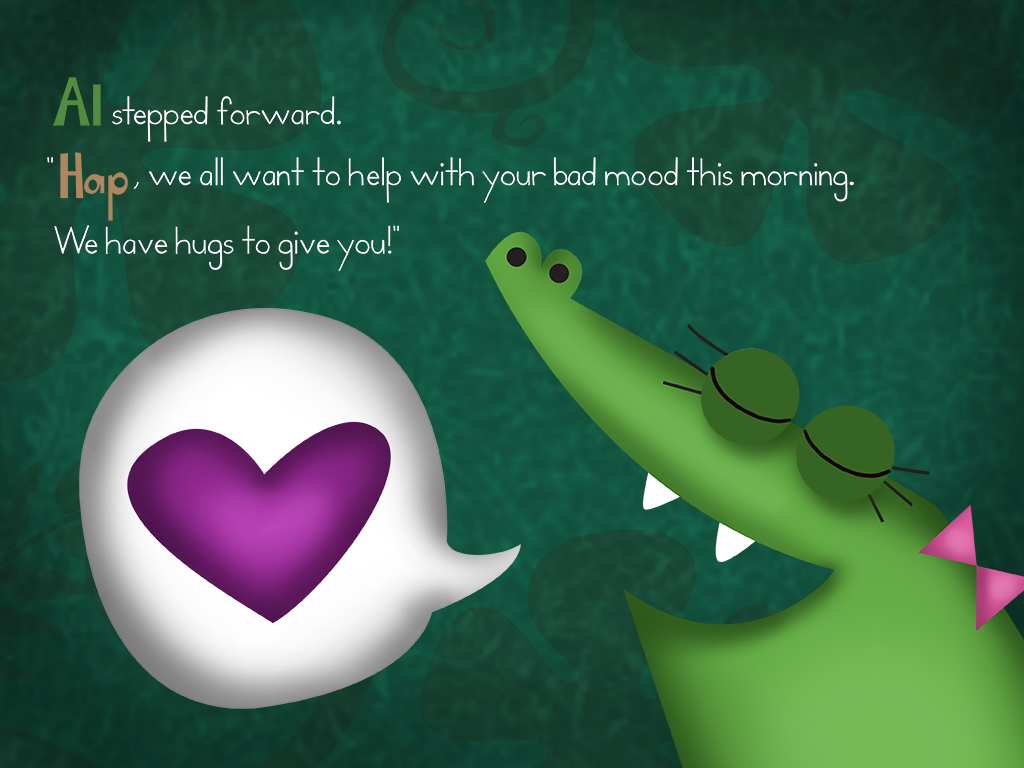 Al stepped forward.
"Hap, we all want to help with your bad mood this morning.
We have hugs to give you!"